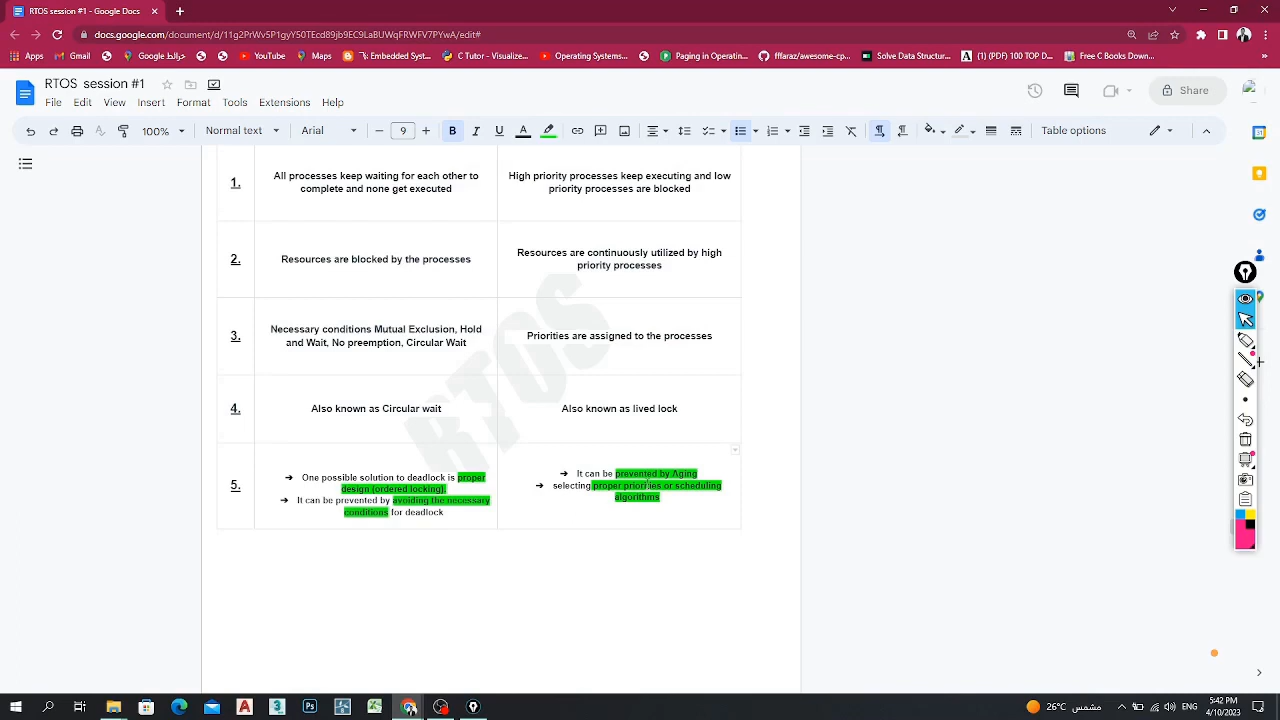 RTOS session #1 - Google Docs
docs.google.com/document/d/11g2PrWv5P1gyY50TEcd89jb9EC9LaBUWqFRWFV7PYwA/edit#
Apps
Gmail
Google ترجمة
YouTube
Maps
Embedded Syst...
C Tutor - Visualize...
Operating Systems...
Paging in Operatin...
fffaraz/awesome-cp...
Solve Data Structur...
(1) (PDF) 100 TOP D...
Free C Books Down...
RTOS session #1
File Edit View Insert Format Tools Extensions Help
Share
100% Normal text Arial 9 B I U A Table options
1. All processes keep waiting for each other to
complete and none get executed
High priority processes keep executing and low
priority processes are blocked
2. Resources are blocked by the processes
Resources are continuously utilized by high
priority processes
3. Necessary conditions Mutual Exclusion, Hold
and Wait, No preemption, Circular Wait
Priorities are assigned to the processes
4. Also known as Circular wait
Also known as lived lock
5. ➔ One possible solution to deadlock is proper
design (ordered locking);
➔ It can be prevented by avoiding the necessary
conditions for deadlock
➔ It can be prevented by Aging
➔ selecting proper priorities or scheduling
algorithms
RTOS
26°C مشمس
5:42 PM
4/10/2023